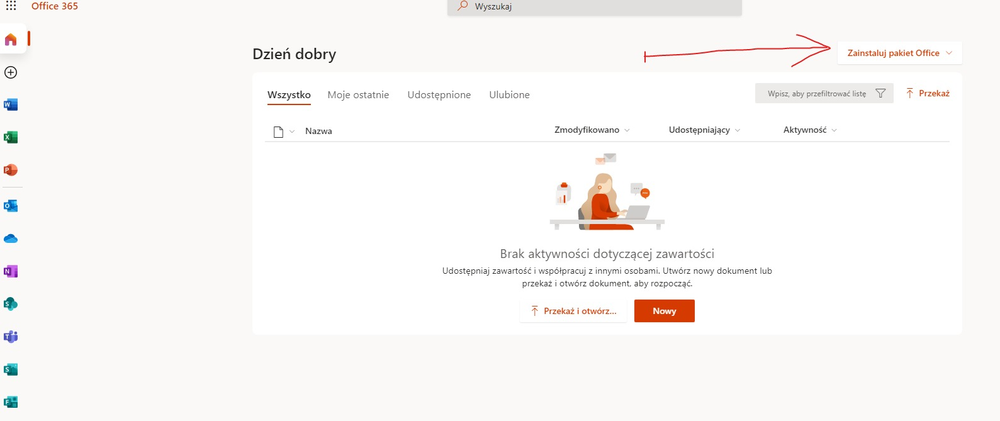 Office 365
Wyszukaj
Dzień dobry
Zainstaluj pakiet Office
Wszystko Moje ostatnie Udostępnione Ulubione
Wpisz, aby przefiltrować listę
Przekaż
Nazwa Zmodyfikowano Udostępniający Aktywność
Brak aktywności dotyczącej zawartości
Udostępniaj zawartość i współpracuj z innymi osobami. Utwórz nowy dokument lub
przekaż i otwórz dokument, aby rozpocząć.
Przekaż i otwórz...
Nowy
W
X
P
O
N
S
T
S
F